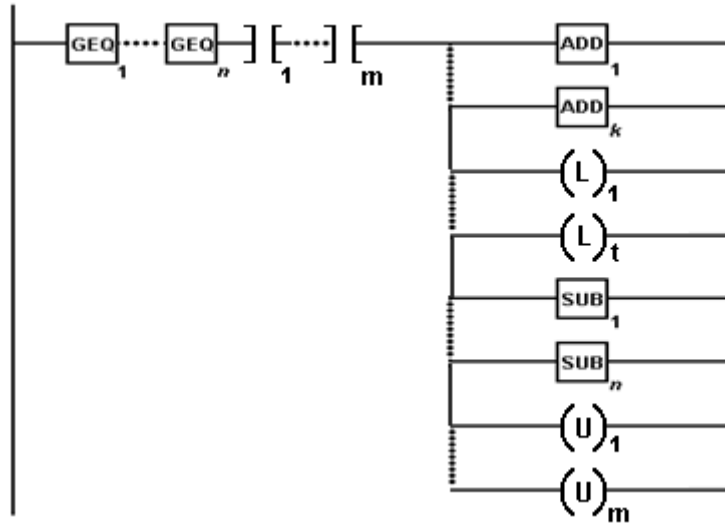 GEQ 1 GEQ n ] [ 1 ] [ m ADD 1
ADD k
(L) 1
(L) t
SUB 1
SUB n
(U) 1
(U) m